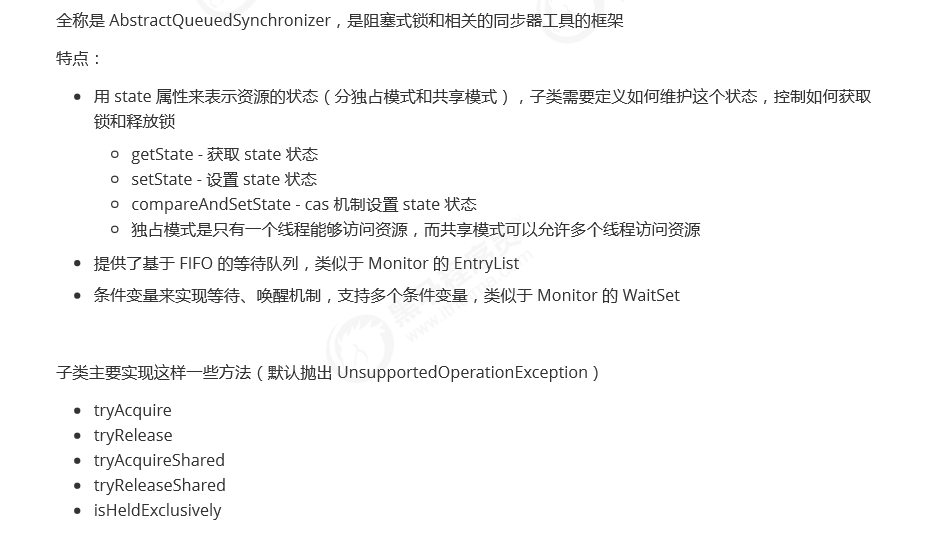 全称是 AbstractQueuedSynchronizer，是阻塞式锁和相关的同步器工具的框架
特点：
用 state 属性来表示资源的状态（分独占模式和共享模式），子类需要定义如何维护这个状态，控制如何获取
锁和释放锁
getState - 获取 state 状态
setState - 设置 state 状态
compareAndSetState - cas 机制设置 state 状态
独占模式是只有一个线程能够访问资源，而共享模式可以允许多个线程访问资源
提供了基于 FIFO 的等待队列，类似于 Monitor 的 EntryList
条件变量来实现等待、唤醒机制，支持多个条件变量，类似于 Monitor 的 WaitSet
子类主要实现这样一些方法（默认抛出 UnsupportedOperationException）
tryAcquire
tryRelease
tryAcquireShared
tryReleaseShared
isHeldExclusively